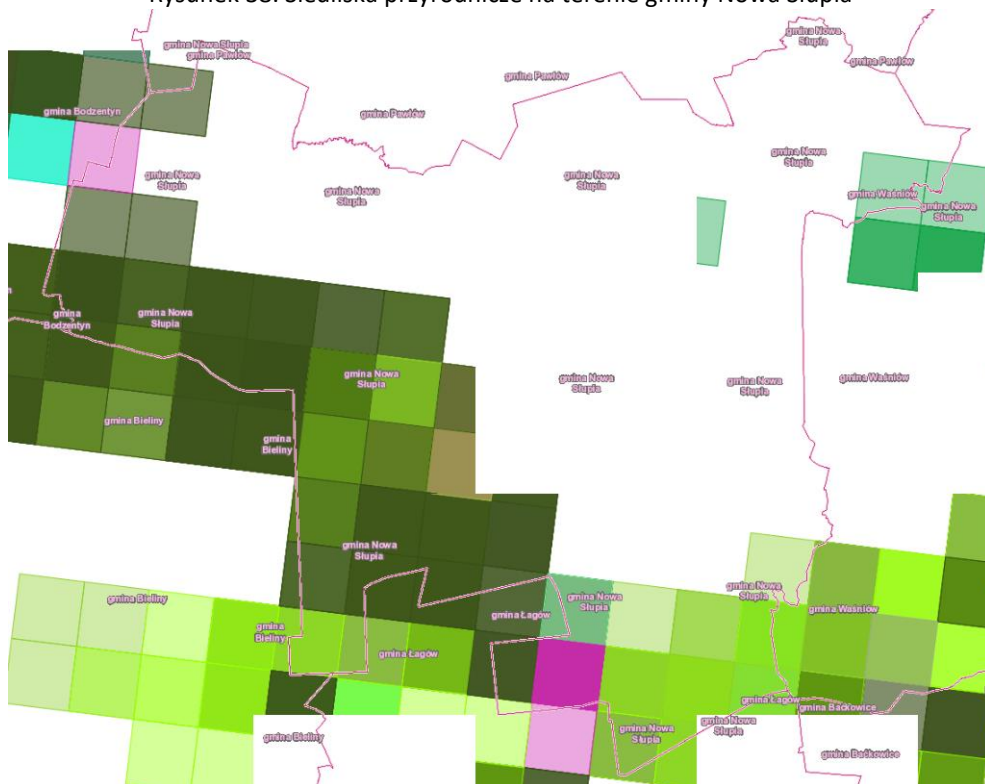 Rysunek 38. Siedliska przyrodnicze na terenie gminy Nowa Słupia
gmina Nowa Słupia
gmina Pawłów
gmina Nowa
Słupia
gmina Pawłów
gmina Pawłów
gmina Bodzentyn
gmina Pawłów
gmina Nowa
Słupia
gmina Nowa
Słupia
gmina Nowa
Słupia
gmina Nowa
Słupia
gmina Waśniów
gmina Nowa
Słupia
gmina
Bodzentyn
gmina Nowa
Słupia
gmina Nowa
Słupia
gmina Nowa
Słupia
gmina Nowa
Słupia
gmina Waśniów
gmina Bieliny
gmina
Bieliny
gmina Nowa
Słupia
gmina Bieliny
gmina Nowa
Słupia
gmina Nowa
Słupia
gmina Łagów
gmina Waśniów
gmina
Bieliny
gmina Łagów
gmina Łagów
gmina Baćkowice
gmina Bieliny
gmina Nowa
Słupia
gmina Nowa
Słupia
gmina Baćkowice